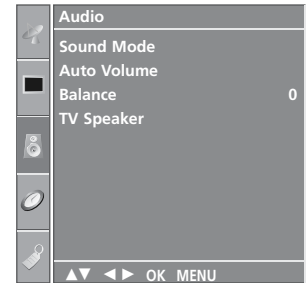 Audio
Sound Mode
Auto Volume
Balance 0
TV Speaker
▲▼ ◄► OK MENU